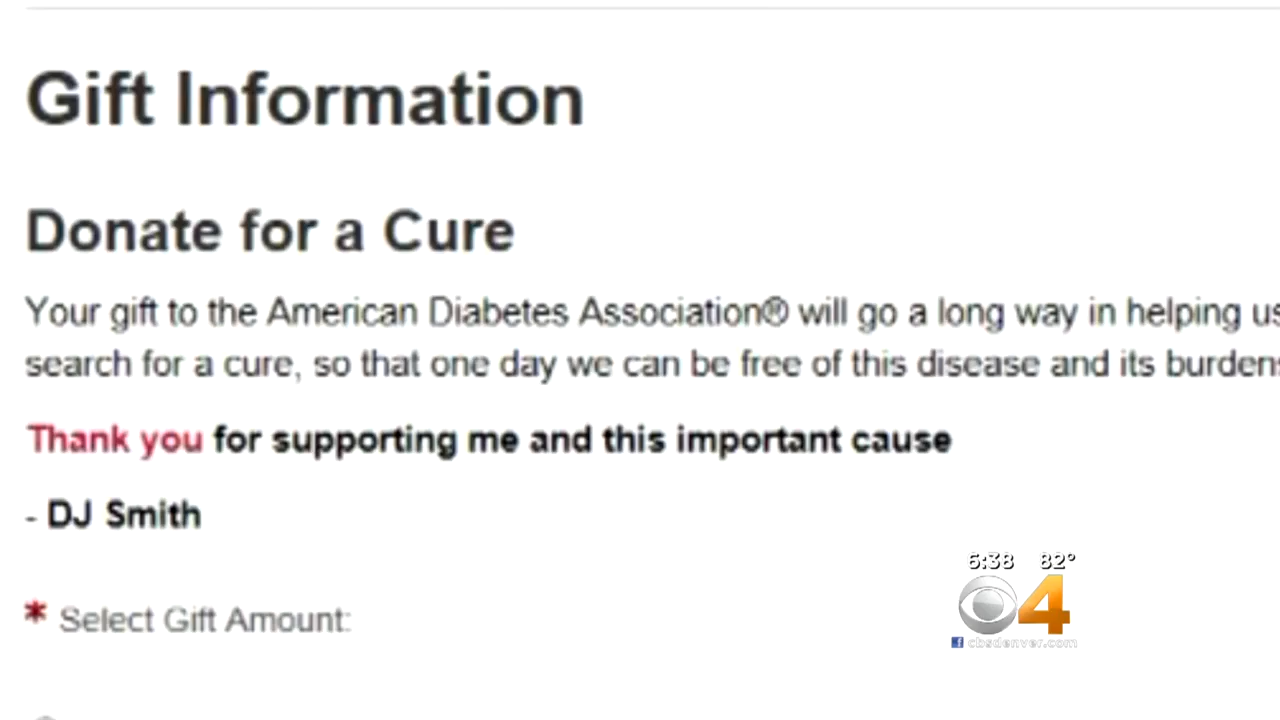 Gift Information
Donate for a Cure
Your gift to the American Diabetes Association® will go a long way in helping us
search for a cure, so that one day we can be free of this disease and its burdens
Thank you for supporting me and this important cause
- DJ Smith
* Select Gift Amount:
6:38 82°
4
cbsdenver.com